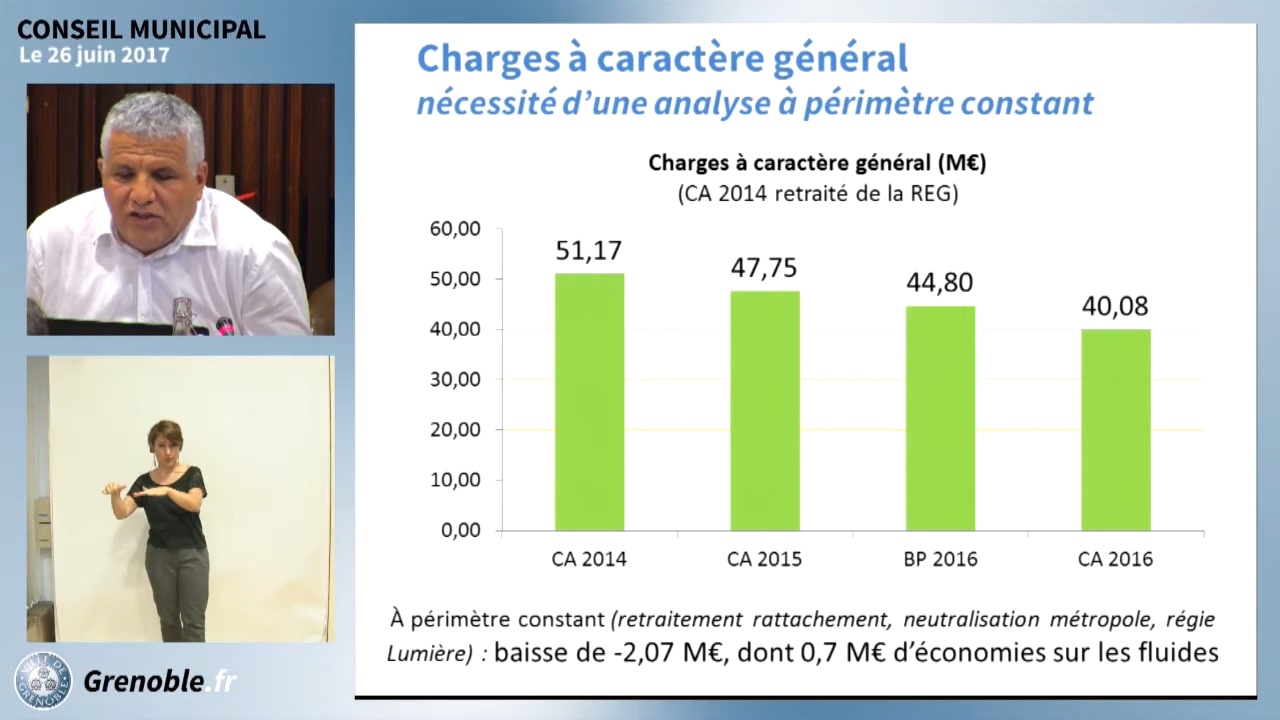 CONSEIL MUNICIPAL
Le 26 juin 2017
Charges à caractère général
nécessité d'une analyse à périmètre constant
Charges à caractère général (M€)
(CA 2014 retraité de la REG)
60,00
50,00
40,00
30,00
20,00
10,00
0,00
51,17
47,75
44,80
40,08
CA 2014
CA 2015
BP 2016
CA 2016
À périmètre constant (retraitement rattachement, neutralisation métropole, régie
Lumière) : baisse de -2,07 M€, dont 0,7 M€ d'économies sur les fluides
VILLE DE
GRENOBLE
Grenoble.fr